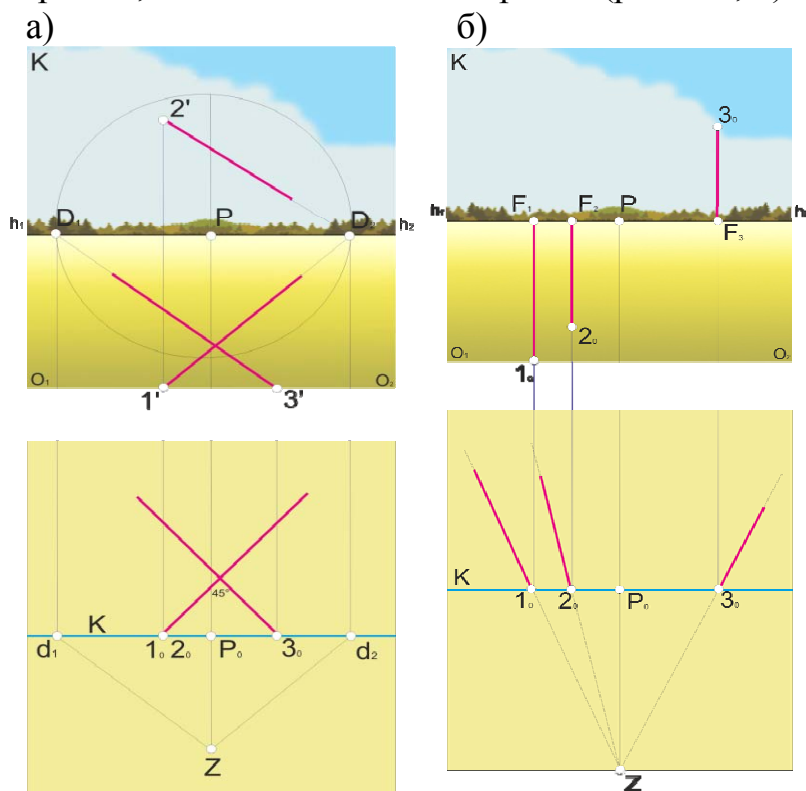 а)
б)
K
2'
h₁ D₁ P D₂ h₂
O₁ O₂
1' 3'
45°
K
d₁ 1₀ 2₀ P₀ 3₀ d₂
Z
K
3₀
F₁ F₂ P
F₃
2₀
O₁ O₂
1₀
K
1₀ 2₀ P₀ 3₀
Z